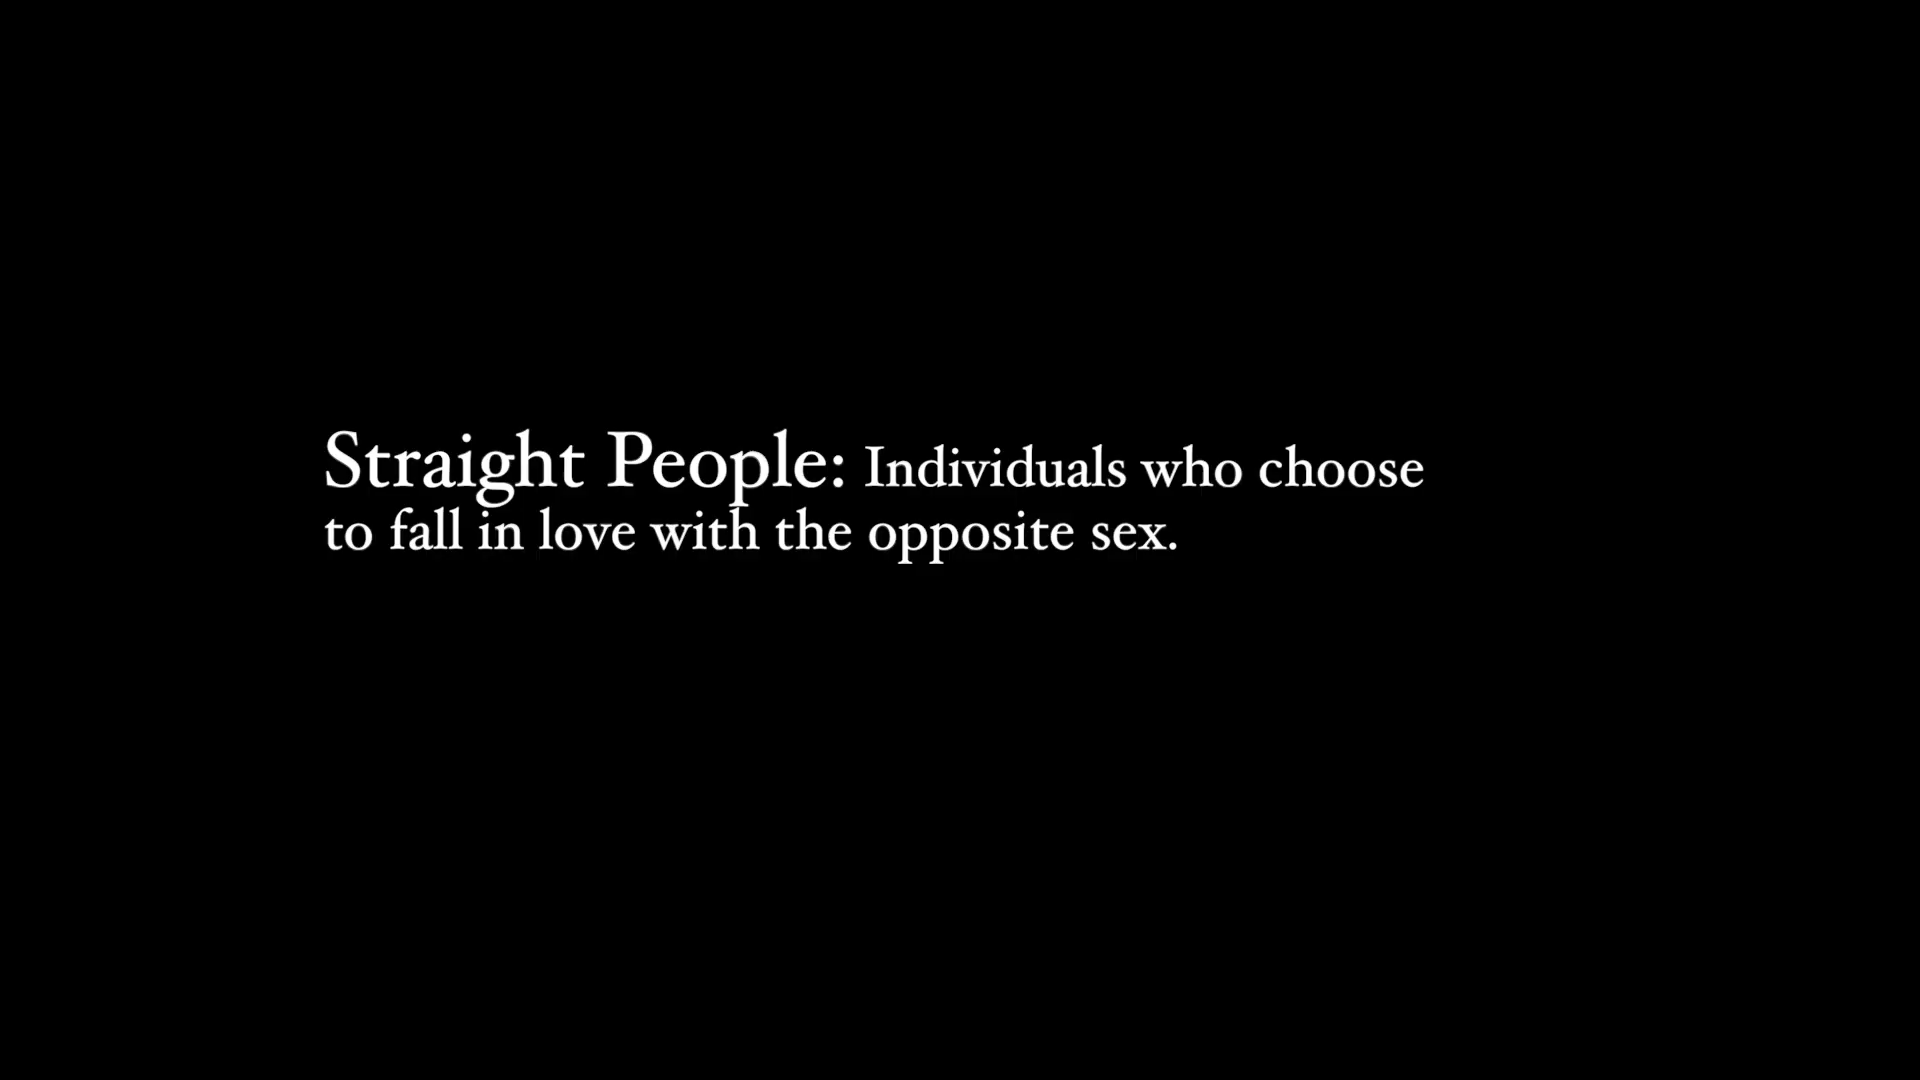 Straight People: Individuals who choose
to fall in love with the opposite sex.